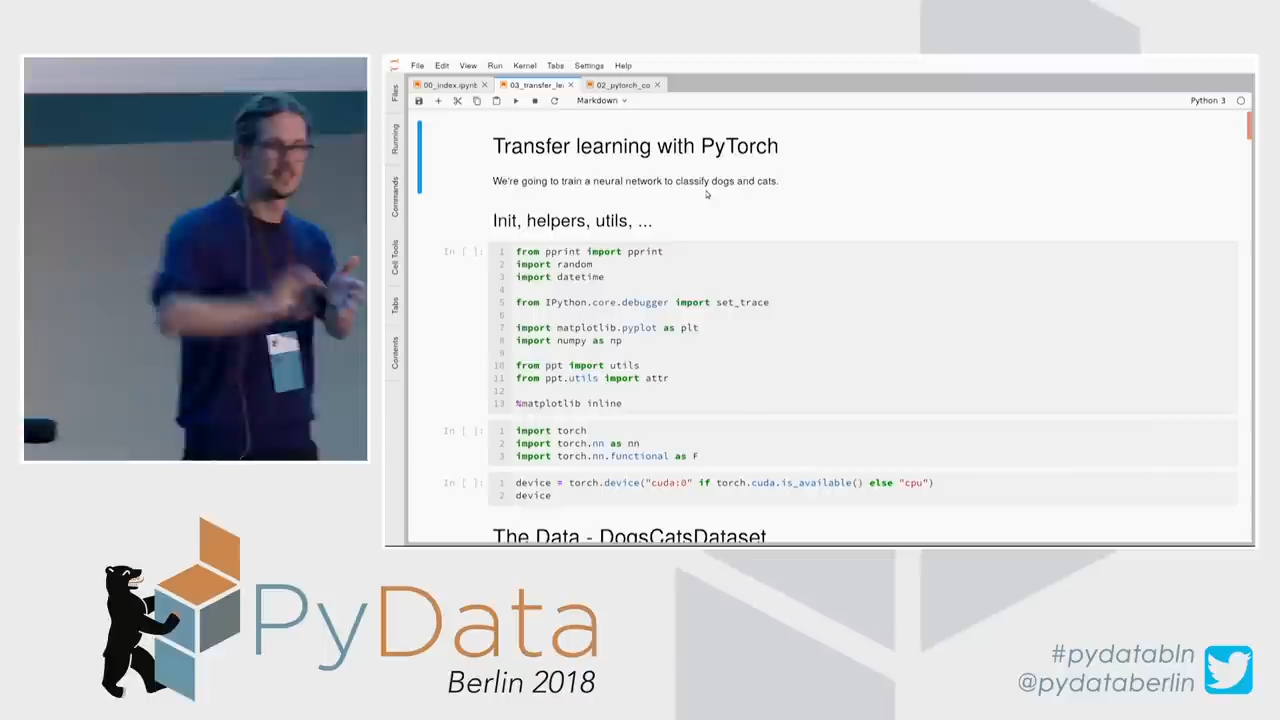 File Edit View Run Kernel Tabs Settings Help
00_index.ipynb
03_transfer_le
02_pytorch_co
Markdown
Python 3
Files
Running
Commands
Cell Tools
Tabs
Contents
Transfer learning with PyTorch
We're going to train a neural network to classify dogs and cats.
Init, helpers, utils, ...
In [ ]:
1 from pprint import pprint
2 import random
3 import datetime
4
5 from IPython.core.debugger import set_trace
6
7 import matplotlib.pyplot as plt
8 import numpy as np
9
10 from ppt import utils
11 from ppt.utils import attr
12
13 %matplotlib inline
In [ ]:
1 import torch
2 import torch.nn as nn
3 import torch.nn.functional as F
In [ ]:
1 device = torch.device("cuda:0" if torch.cuda.is_available() else "cpu")
2 device
The Data - DogsCatsDataset
PyData
Berlin 2018
#pydatabln
@pydataberlin